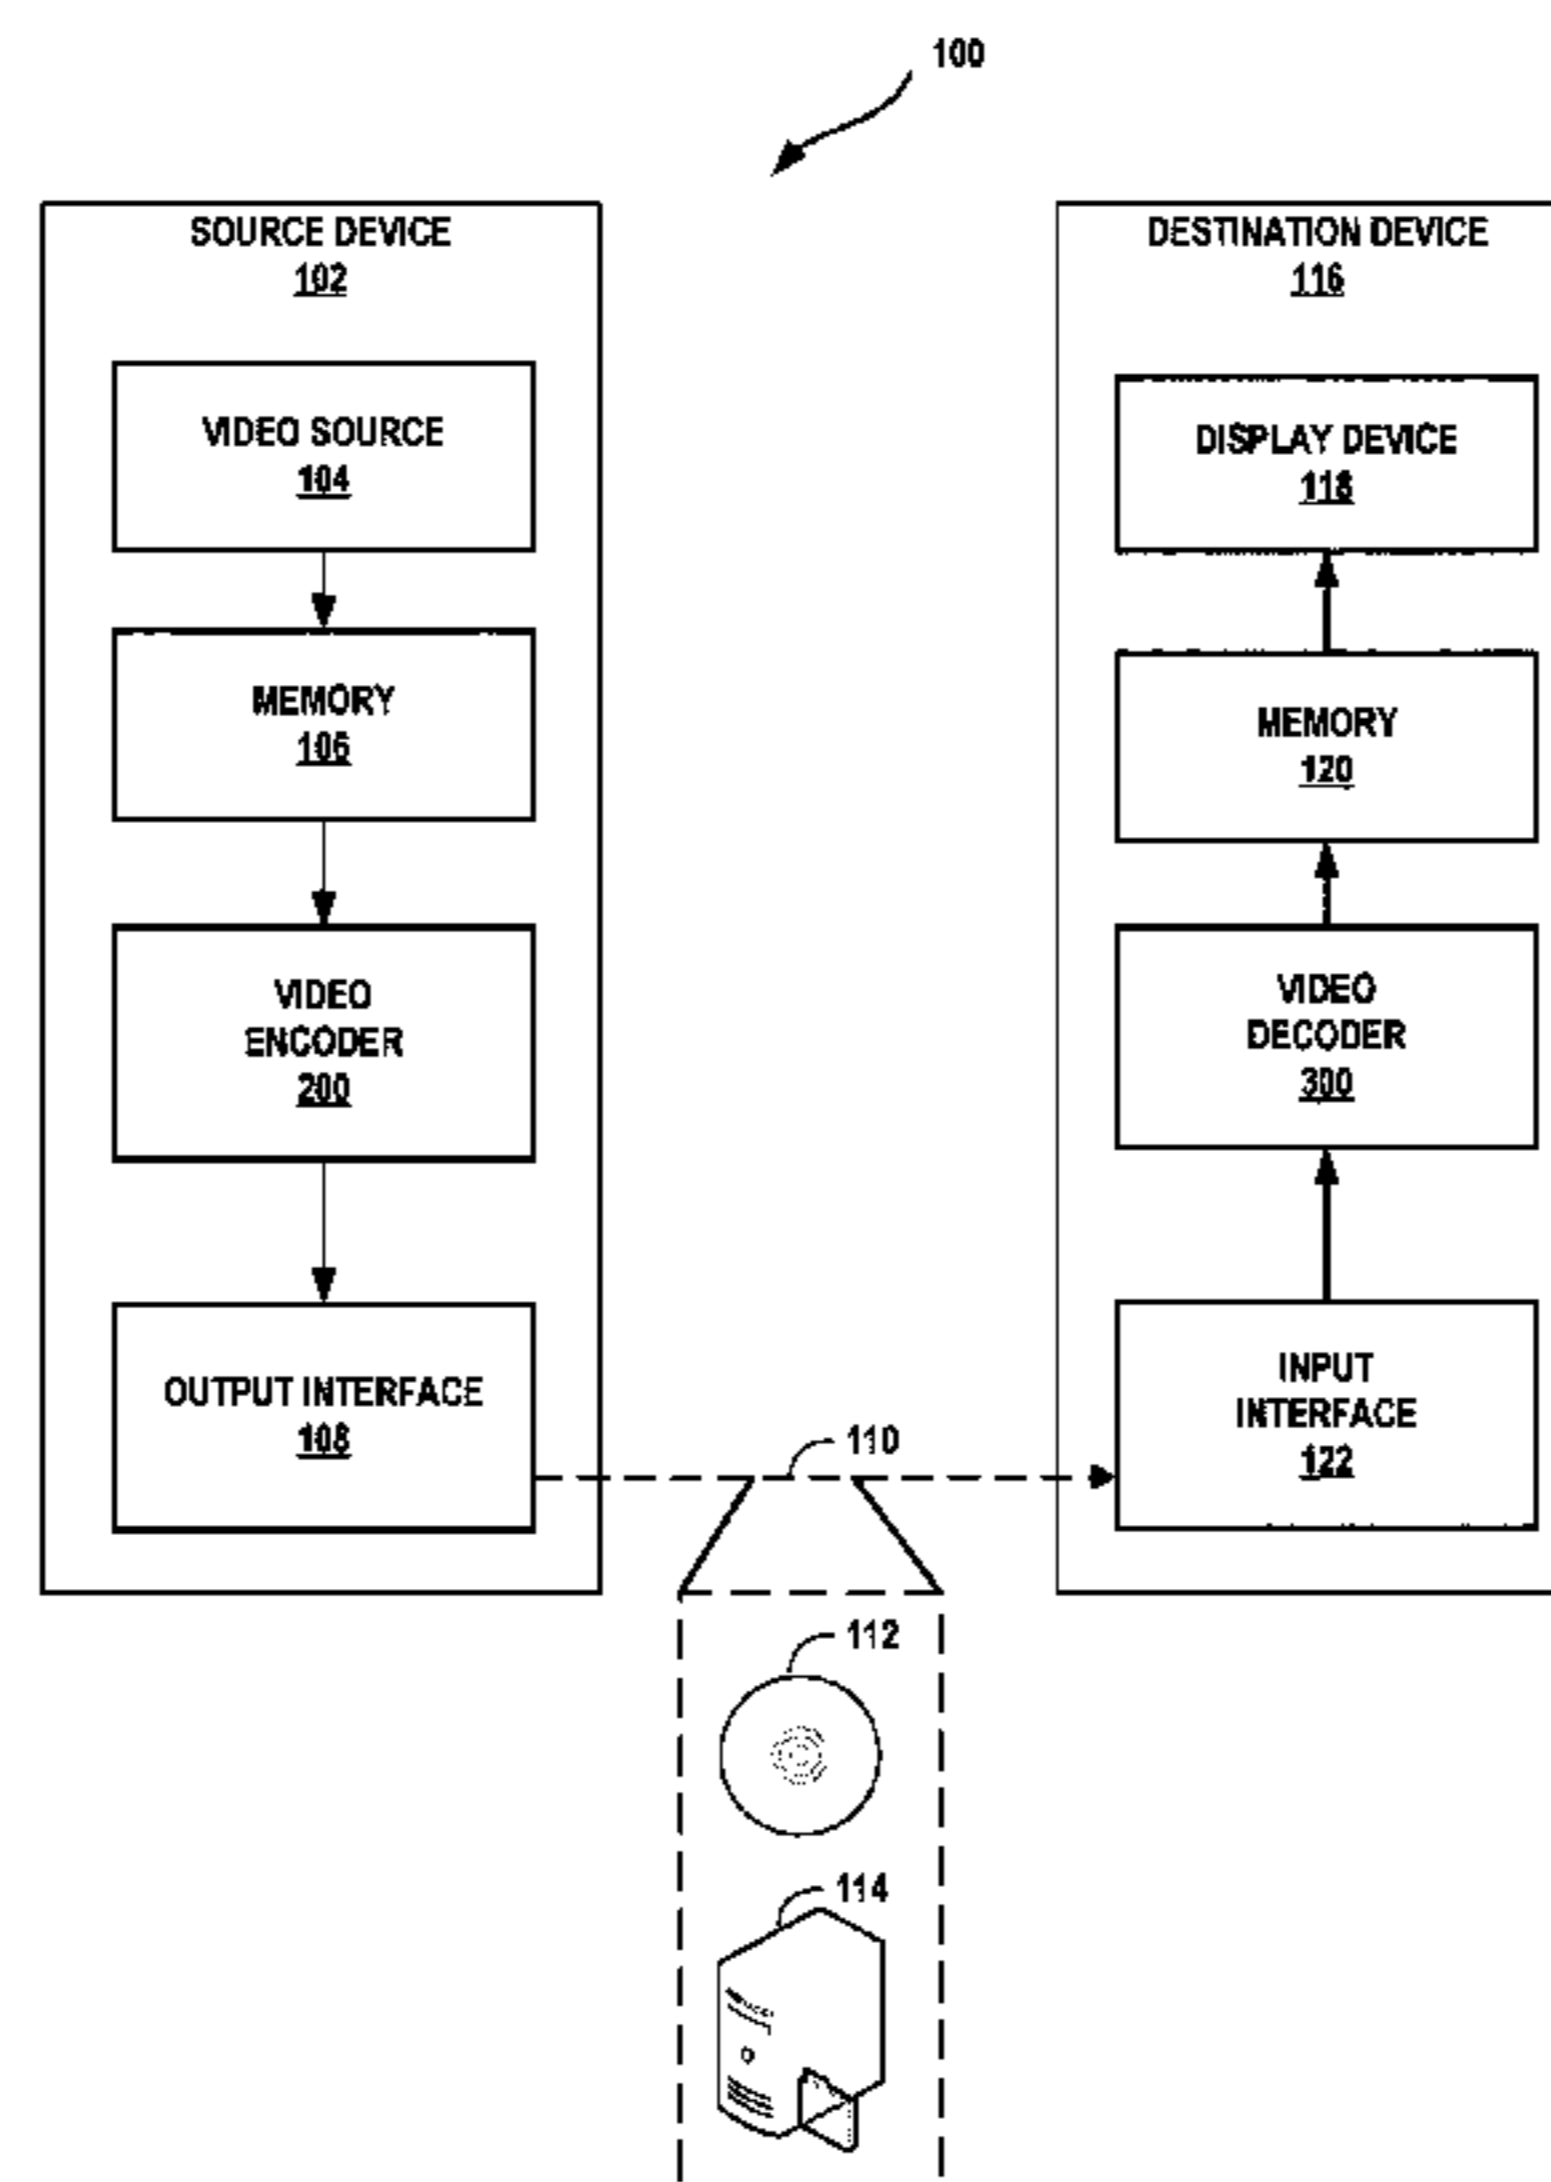 100
SOURCE DEVICE
102
VIDEO SOURCE
104
MEMORY
106
VIDEO
ENCODER
200
OUTPUT INTERFACE
108
DESTINATION DEVICE
116
DISPLAY DEVICE
118
MEMORY
120
VIDEO
DECODER
300
INPUT
INTERFACE
122
110
112
114